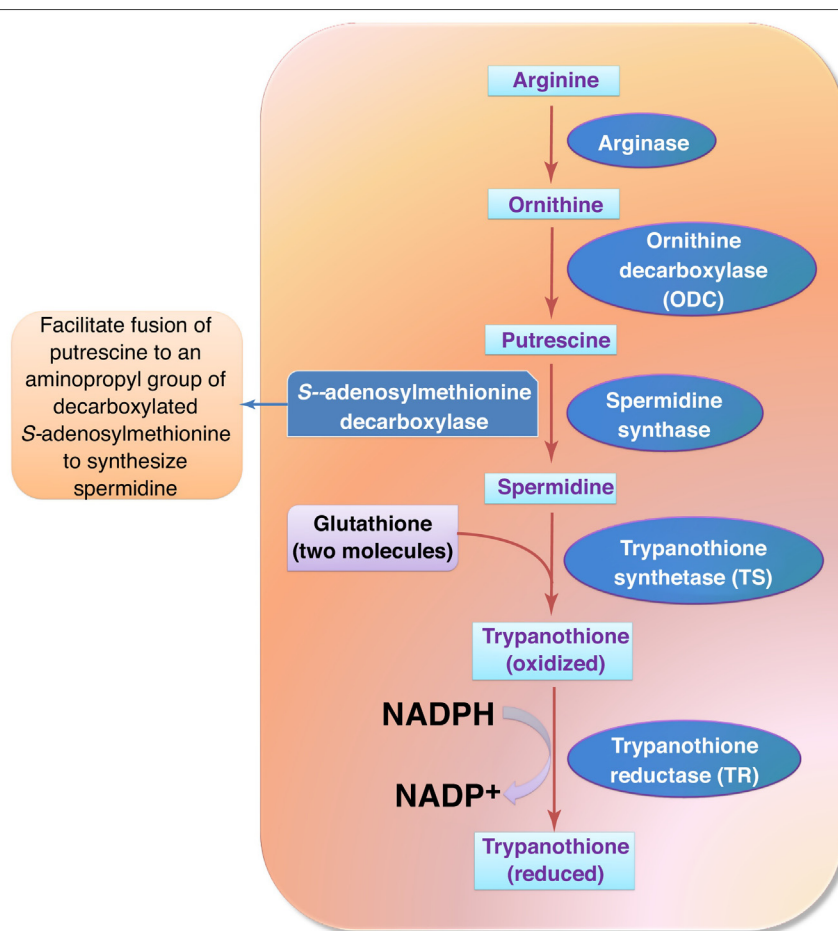 Arginine
Arginase
Ornithine
Ornithine
decarboxylase
(ODC)
Putrescine
Facilitate fusion of
putrescine to an
aminopropyl group of
decarboxylated
S-adenosylmethionine
to synthesize
spermidine
S--adenosylmethionine
decarboxylase
Spermidine
synthase
Spermidine
Glutathione
(two molecules)
Trypanothione
synthetase (TS)
Trypanothione
(oxidized)
NADPH
NADP+
Trypanothione
reductase (TR)
Trypanothione
(reduced)